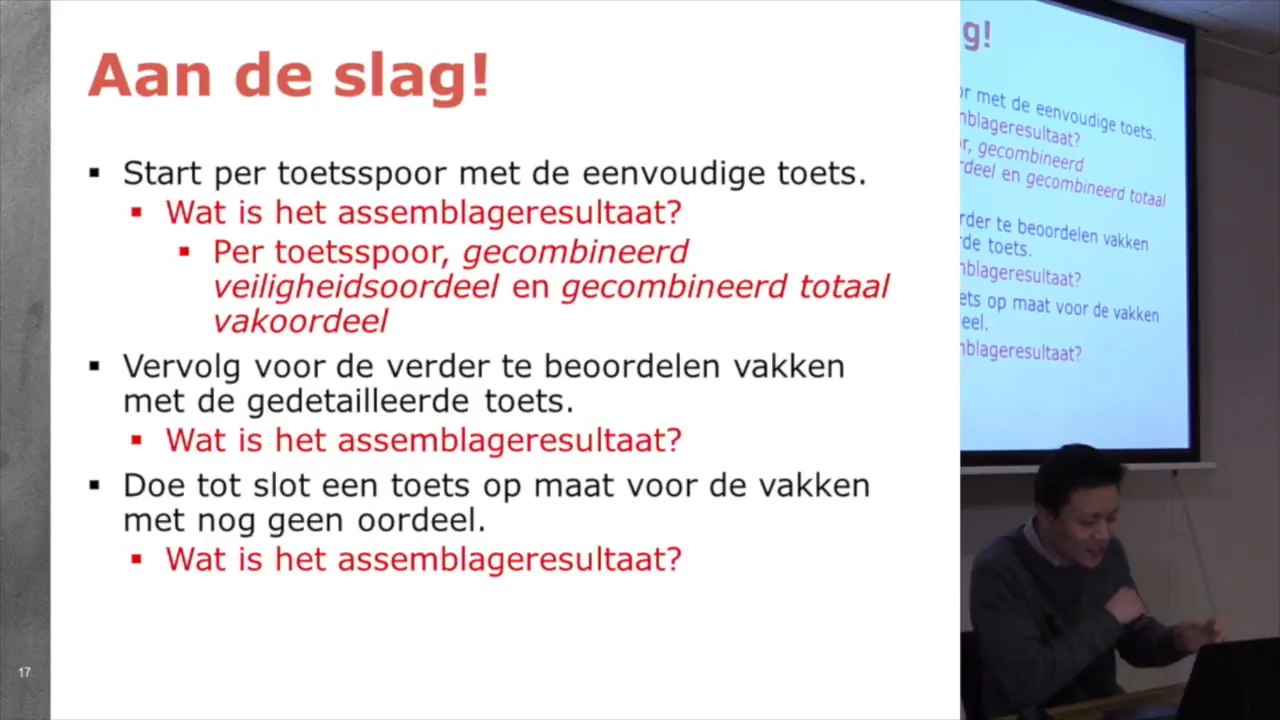 Aan de slag!
▪ Start per toetsspoor met de eenvoudige toets.
▪ Wat is het assemblageresultaat?
▪ Per toetsspoor, gecombineerd
veiligheidsoordeel en gecombineerd totaal
vakoordeel
▪ Vervolg voor de verder te beoordelen vakken
met de gedetailleerde toets.
▪ Wat is het assemblageresultaat?
▪ Doe tot slot een toets op maat voor de vakken
met nog geen oordeel.
▪ Wat is het assemblageresultaat?
17
g!
or met de eenvoudige toets.
mblageresultaat?
r, gecombineerd
rdeel en gecombineerd totaal
rder te beoordelen vakken
rde toets.
mblageresultaat?
ets op maat voor de vakken
eel.
mblageresultaat?